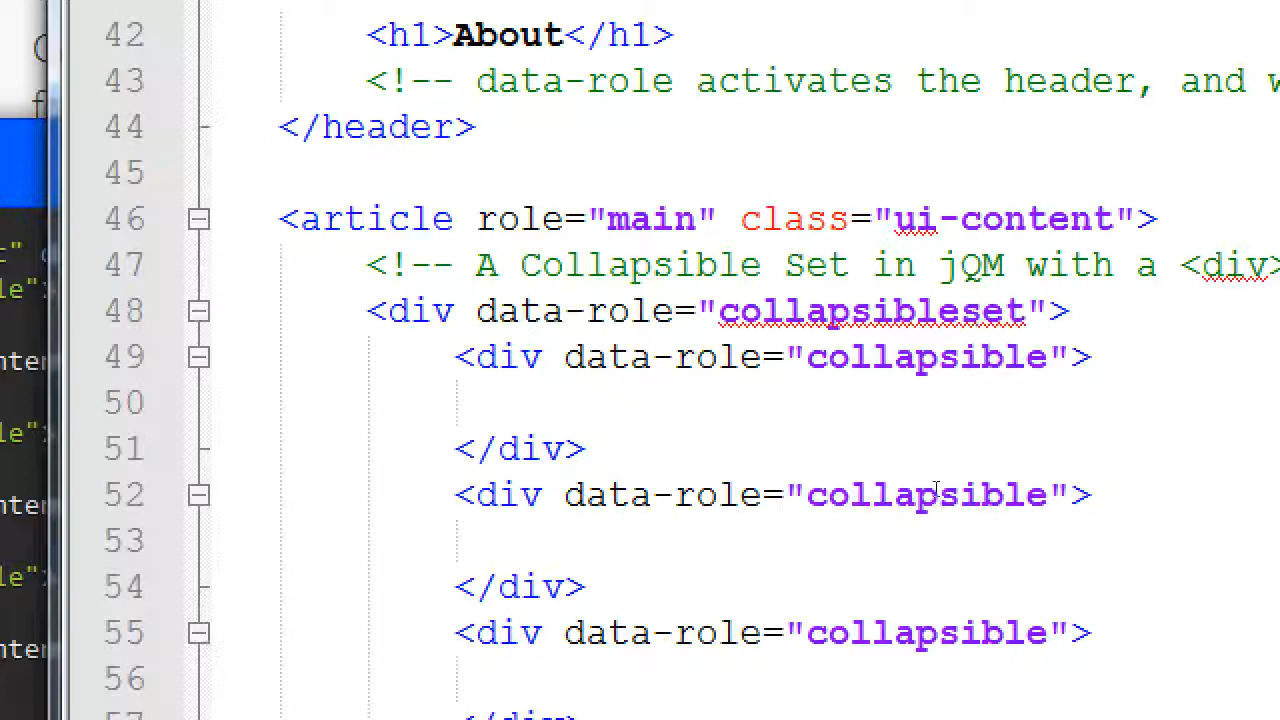 42 <h1>About</h1>
43 <!-- data-role activates the header, and w
44 </header>
45
46 <article role="main" class="ui-content">
47 <!-- A Collapsible Set in jQM with a <div>
48 <div data-role="collapsibleset">
49 <div data-role="collapsible">
50
51 </div>
52 <div data-role="collapsible">
53
54 </div>
55 <div data-role="collapsible">
56
57 </div>